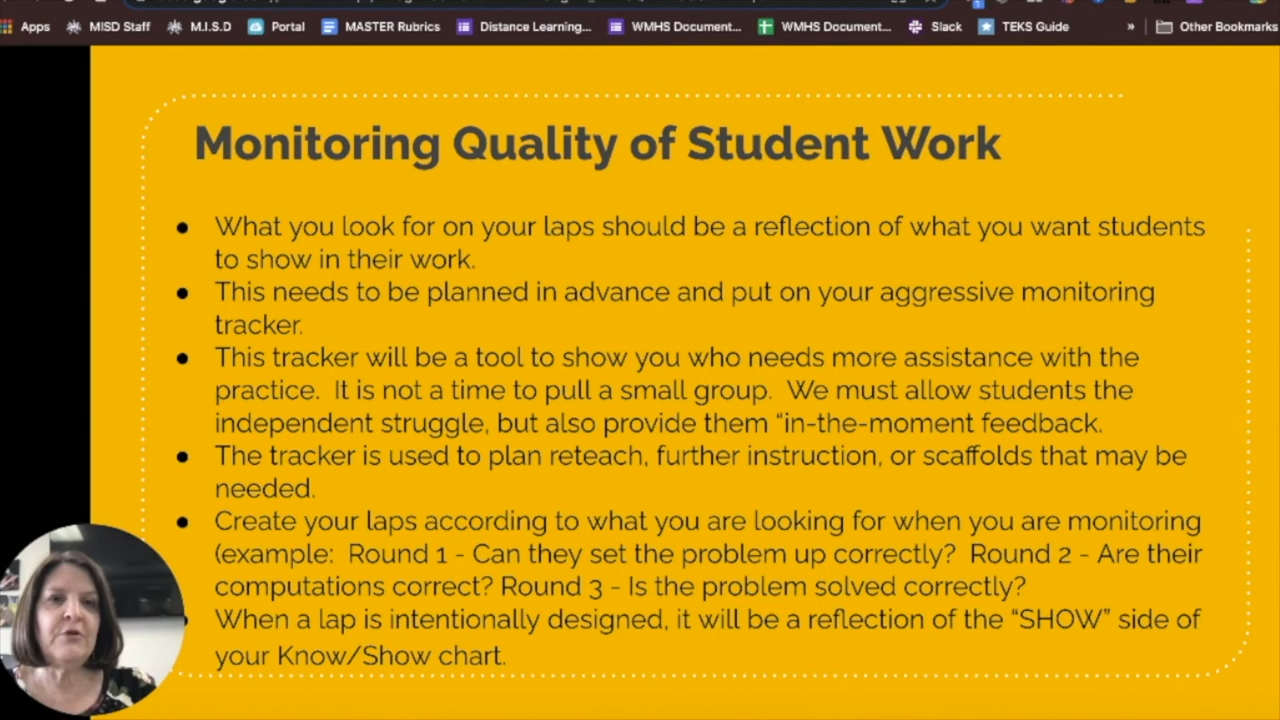 Apps MISD Staff M.I.S.D Portal MASTER Rubrics Distance Learning... WMHS Document... WMHS Document... Slack TEKS Guide » Other Bookmarks
Monitoring Quality of Student Work
• What you look for on your laps should be a reflection of what you want students
to show in their work.
• This needs to be planned in advance and put on your aggressive monitoring
tracker.
• This tracker will be a tool to show you who needs more assistance with the
practice. It is not a time to pull a small group. We must allow students the
independent struggle, but also provide them “in-the-moment feedback.
• The tracker is used to plan reteach, further instruction, or scaffolds that may be
needed.
• Create your laps according to what you are looking for when you are monitoring
(example: Round 1 - Can they set the problem up correctly? Round 2 - Are their
computations correct? Round 3 - Is the problem solved correctly?
When a lap is intentionally designed, it will be a reflection of the “SHOW” side of
your Know/Show chart.